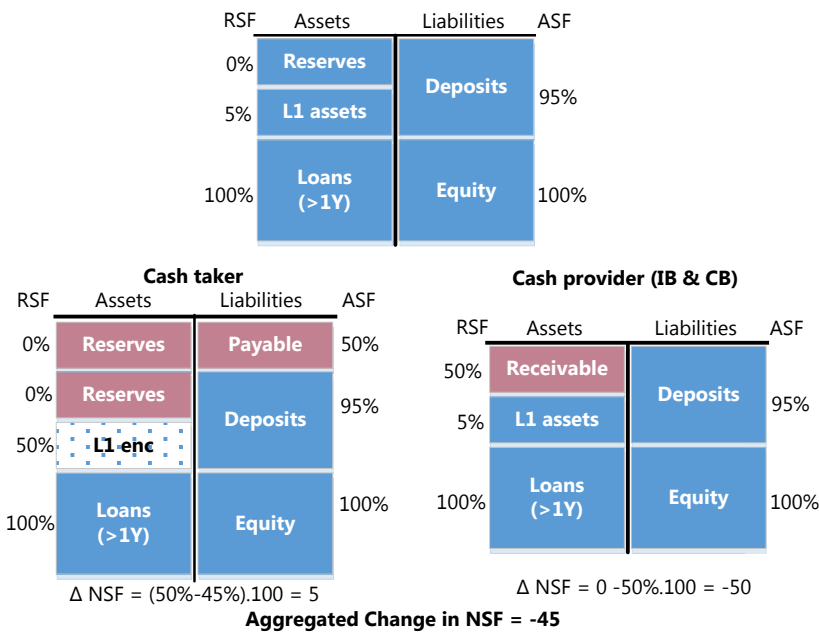 RSF Assets Liabilities ASF
0% Reserves
Deposits 95%
5% L1 assets
100% Loans (>1Y) Equity 100%
Cash taker
RSF Assets Liabilities ASF
0% Reserves Payable 50%
0% Reserves
Deposits 95%
50% L1 enc
100% Loans (>1Y) Equity 100%
Δ NSF = (50%-45%).100 = 5
Cash provider (IB & CB)
RSF Assets Liabilities ASF
50% Receivable
Deposits 95%
5% L1 assets
100% Loans (>1Y) Equity 100%
Δ NSF = 0 -50%.100 = -50
Aggregated Change in NSF = -45